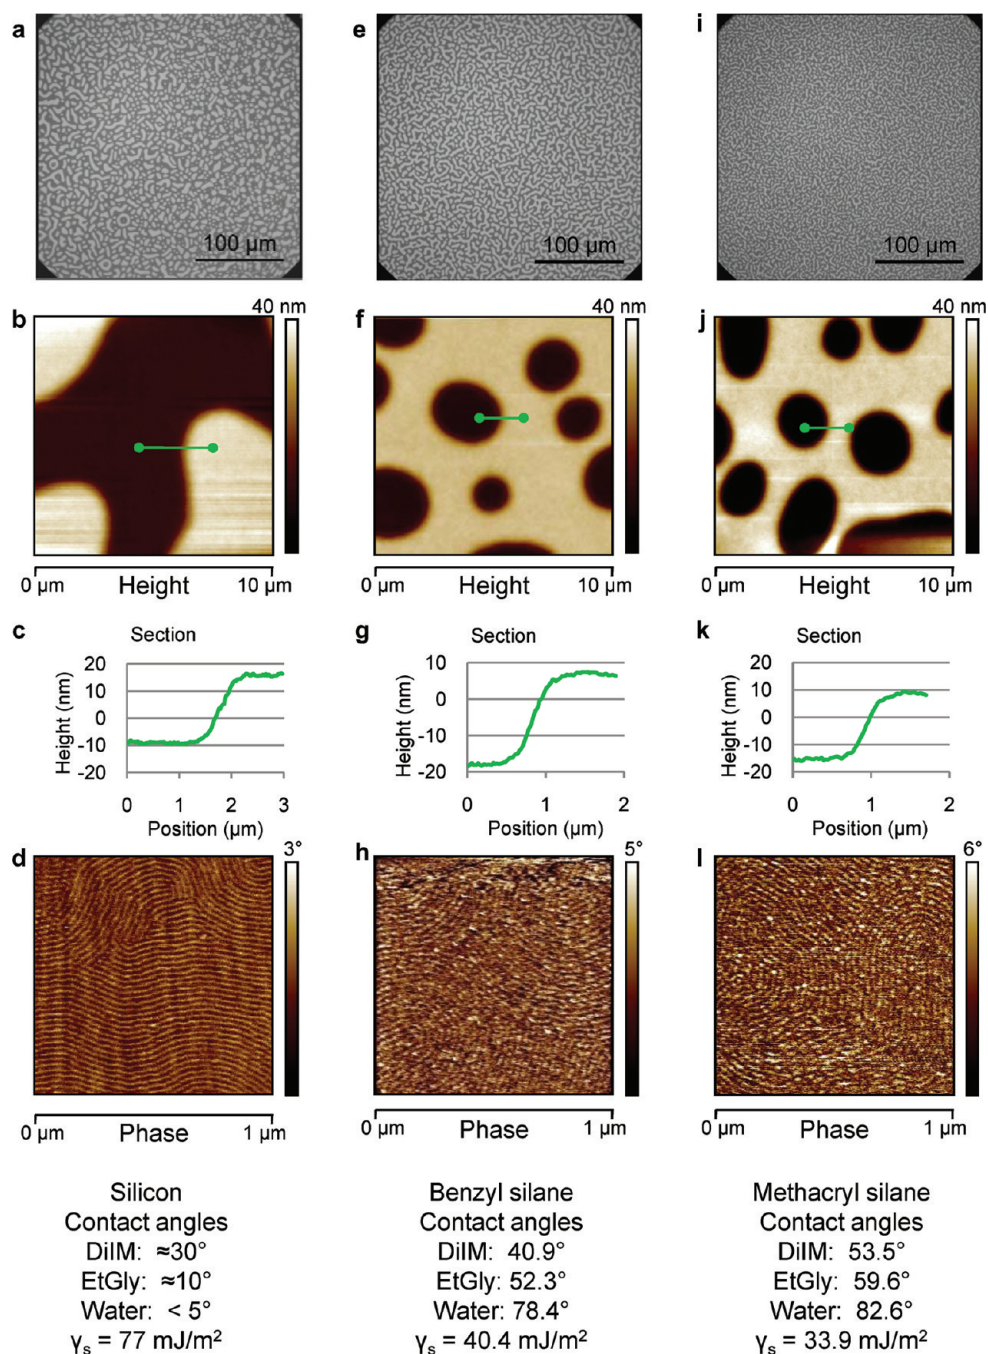 a
e
i
100 µm
100 µm
100 µm
b
40 nm
f
40 nm
j
40 nm
0 µm
Height
10 µm
0 µm
Height
10 µm
0 µm
Height
10 µm
c
Section
20
10
0
-10
-20
Height (nm)
0
1
2
3
Position (µm)
g
Section
10
0
-10
-20
Height (nm)
0
1
2
Position (µm)
k
Section
20
10
0
-10
-20
Height (nm)
0
1
2
Position (µm)
d
3°
h
5°
l
6°
0 µm
Phase
1 µm
0 µm
Phase
1 µm
0 µm
Phase
1 µm
Silicon
Contact angles
DiIM: ≈30°
EtGly: ≈10°
Water: < 5°
γs = 77 mJ/m²
Benzyl silane
Contact angles
DiIM: 40.9°
EtGly: 52.3°
Water: 78.4°
γs = 40.4 mJ/m²
Methacryl silane
Contact angles
DiIM: 53.5°
EtGly: 59.6°
Water: 82.6°
γs = 33.9 mJ/m²